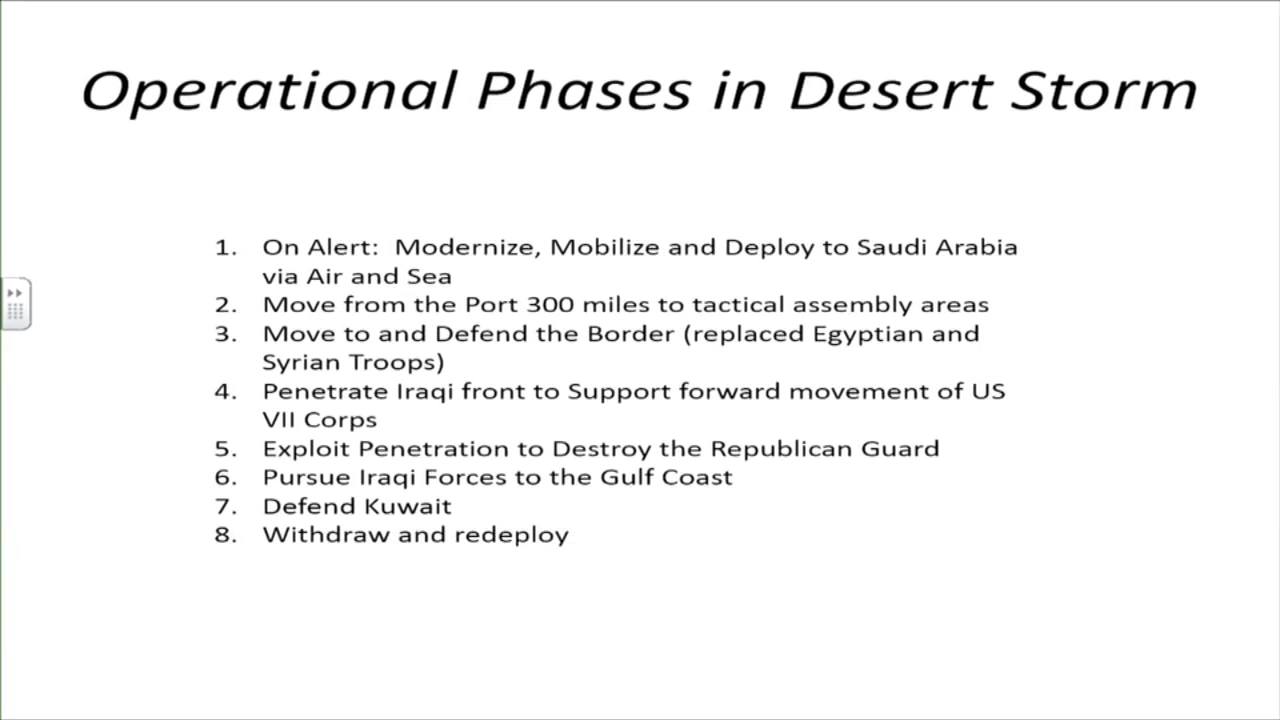 Operational Phases in Desert Storm
1. On Alert:  Modernize, Mobilize and Deploy to Saudi Arabia
via Air and Sea
2. Move from the Port 300 miles to tactical assembly areas
3. Move to and Defend the Border (replaced Egyptian and
Syrian Troops)
4. Penetrate Iraqi front to Support forward movement of US
VII Corps
5. Exploit Penetration to Destroy the Republican Guard
6. Pursue Iraqi Forces to the Gulf Coast
7. Defend Kuwait
8. Withdraw and redeploy